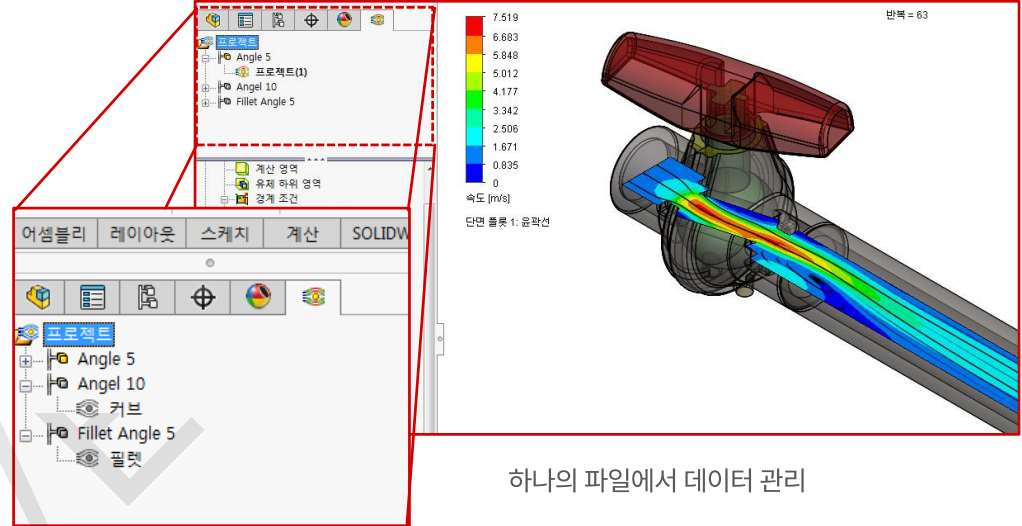 프로젝트
Angle 5
프로젝트(1)
Angel 10
Fillet Angle 5
계산 영역
유체 하위 영역
경계 조건
7.519
6.683
5.848
5.012
4.177
3.342
2.506
1.671
0.835
0
속도 [m/s]
단면 플롯 1: 윤곽선
반복 = 63
어셈블리 레이아웃 스케치 계산 SOLIDW
프로젝트
Angle 5
Angel 10
커브
Fillet Angle 5
필렛
하나의 파일에서 데이터 관리